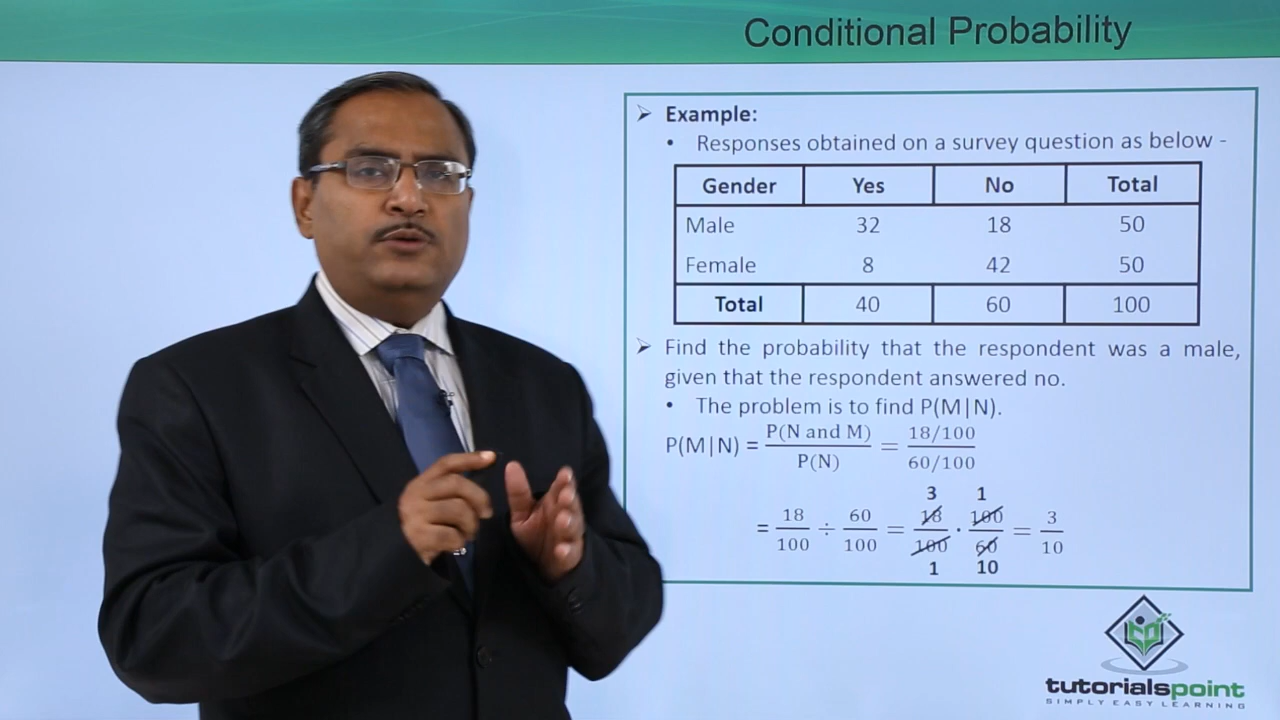 Conditional Probability
➢ Example:
• Responses obtained on a survey question as below -
Gender Yes No Total
Male 32 18 50
Female 8 42 50
Total 40 60 100
➢ Find the probability that the respondent was a male,
given that the respondent answered no.
• The problem is to find P(M|N).
P(M|N) = P(N and M)/P(N) = (18/100)/(60/100)
3 1
= 18/100 ÷ 60/100 = 18/100 · 100/60 = 3/10
1 10
tutorialspoint
SIMPLY EASY LEARNING